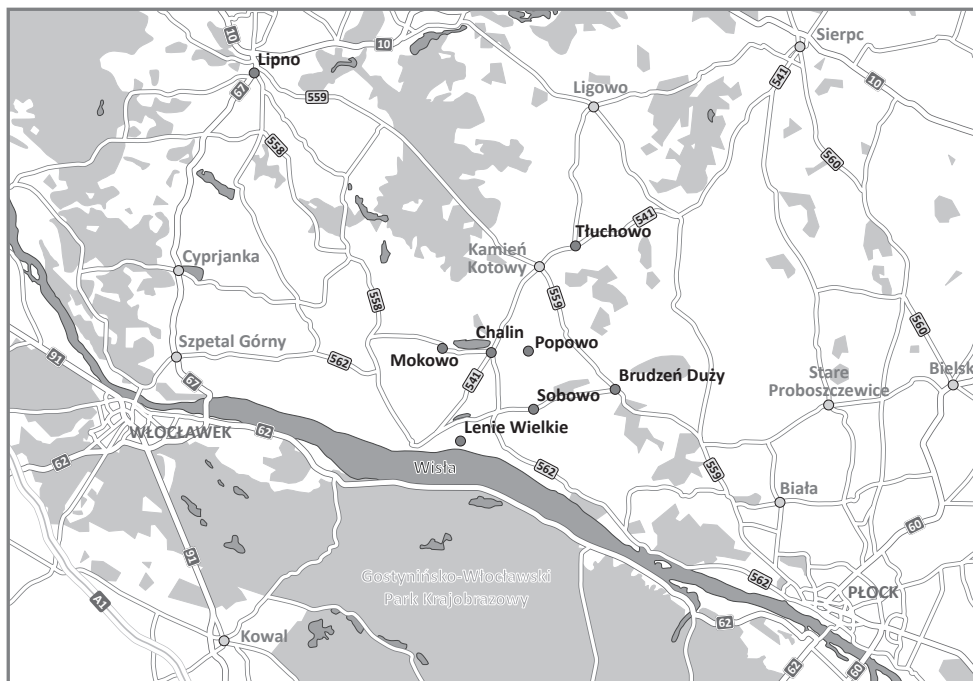 10
10
Sierpc
Lipno
541
67
559
10
Ligowo
558
560
541
Tłuchowo
Kamień
Kotowy
Cyprjanka
558
559
560
Szpetal Górny
562
Chalin
Popowo
91
Mokowo
67
541
Brudzeń Duży
Stare
Proboszczewice
Bielsk
Sobowo
WŁOCŁAWEK
62
Lenie Wielkie
62
Wisła
562
559
Biała
60
91
Gostynińsko-Włocławski
Park Krajobrazowy
562
PŁOCK
A1
62
Kowal
62
60